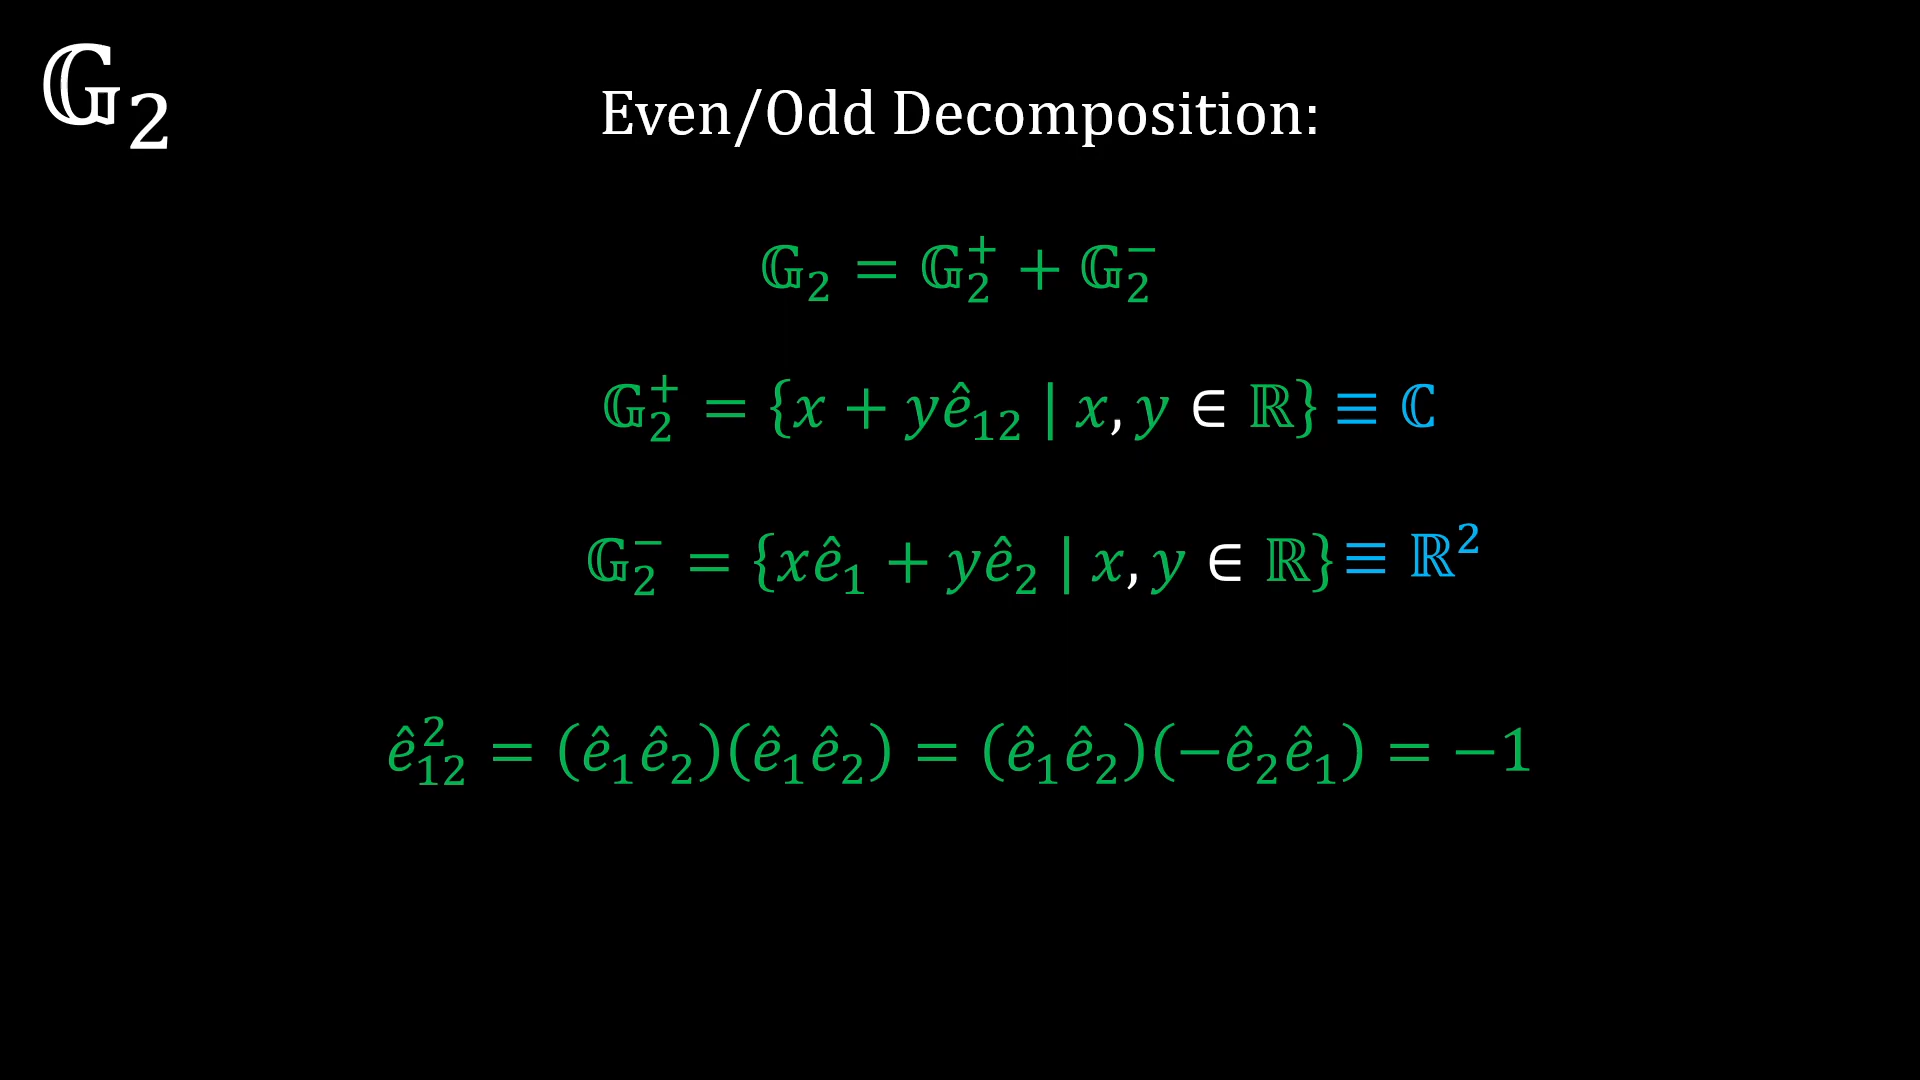 𝔾₂
Even/Odd Decomposition:
𝔾₂ = 𝔾₂⁺ + 𝔾₂⁻
𝔾₂⁺ = {x + yê₁₂ | x, y ∈ ℝ} ≡ ℂ
𝔾₂⁻ = {xê₁ + yê₂ | x, y ∈ ℝ} ≡ ℝ²
ê₁₂² = (ê₁ê₂)(ê₁ê₂) = (ê₁ê₂)(−ê₂ê₁) = −1